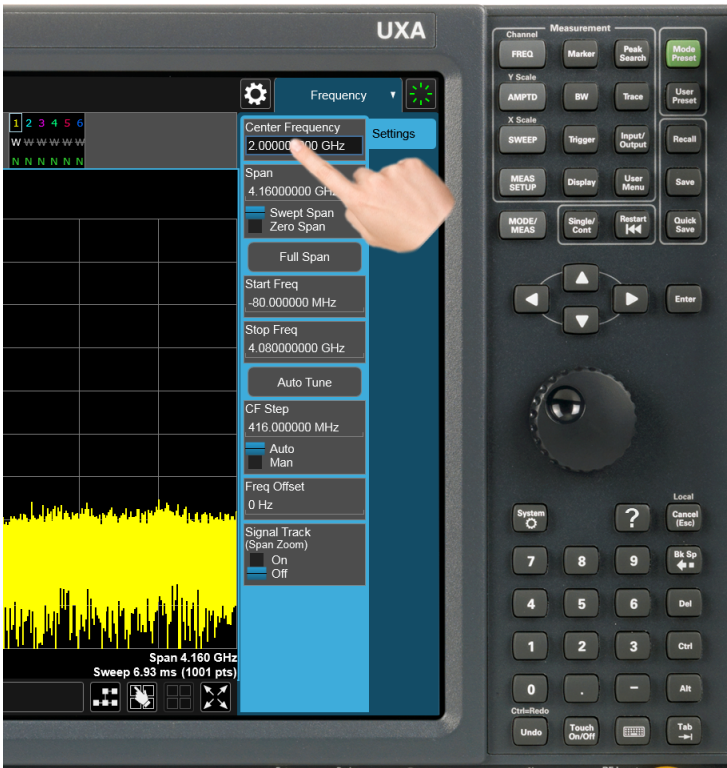 UXA
Frequency
1 2 3 4 5 6
W W W W W W
N N N N N N
Center Frequency
GHz
Settings
Span
4.16000000
Swept Span
Zero Span
Full Span
Start Freq
-80.000000 MHz
Stop Freq
4.080000000 GHz
Auto Tune
CF Step
416.000000 MHz
Auto
Man
Freq Offset
0 Hz
Signal Track
(Span Zoom)
On
Off
Span 4.160 GHz
Sweep 6.93 ms (1001 pts)
Measurement
Channel
FREQ
Marker
Peak
Search
Mode
Preset
Y Scale
AMPTD
BW
Trace
User
Preset
X Scale
SWEEP
Trigger
Input/
Output
Recall
MEAS
SETUP
Display
User
Menu
Save
MODE/
MEAS
Single/
Cont
Restart
Quick
Save
Enter
Local
System
?
Cancel
(Esc)
7
8
9
Bk Sp
4
5
6
Del
1
2
3
Ctrl
0
.
−
Alt
Ctrl=Redo
Undo
Touch
On/Off
Tab